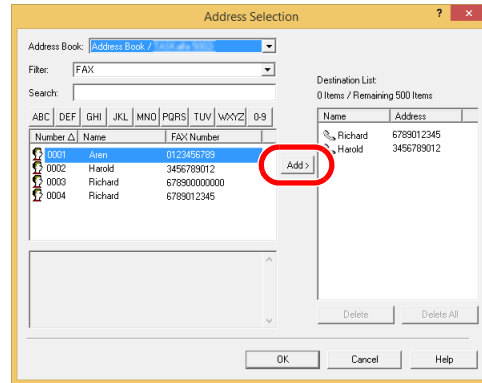 Address Selection
? ×
Address Book: Address Book /
Filter: FAX
Search:
ABC DEF GHI JKL MNO PQRS TUV WXYZ 0-9
Number Name FAX Number
0001 Aren 0123456789
0002 Harold 3456789012
0003 Richard 678900000000
0004 Richard 6789012345
Add >
Destination List:
0 Items / Remaining 500 Items
Name Address
Richard 6789012345
Harold 3456789012
Delete Delete All
OK Cancel Help